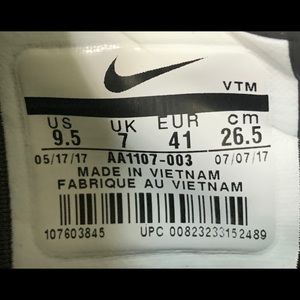 VTM
US UK EUR cm
9.5 7 41 26.5
05/17/17 AA1107-003 07/07/17
MADE IN VIETNAM
FABRIQUE AU VIETNAM
107603845 UPC 00823233152489